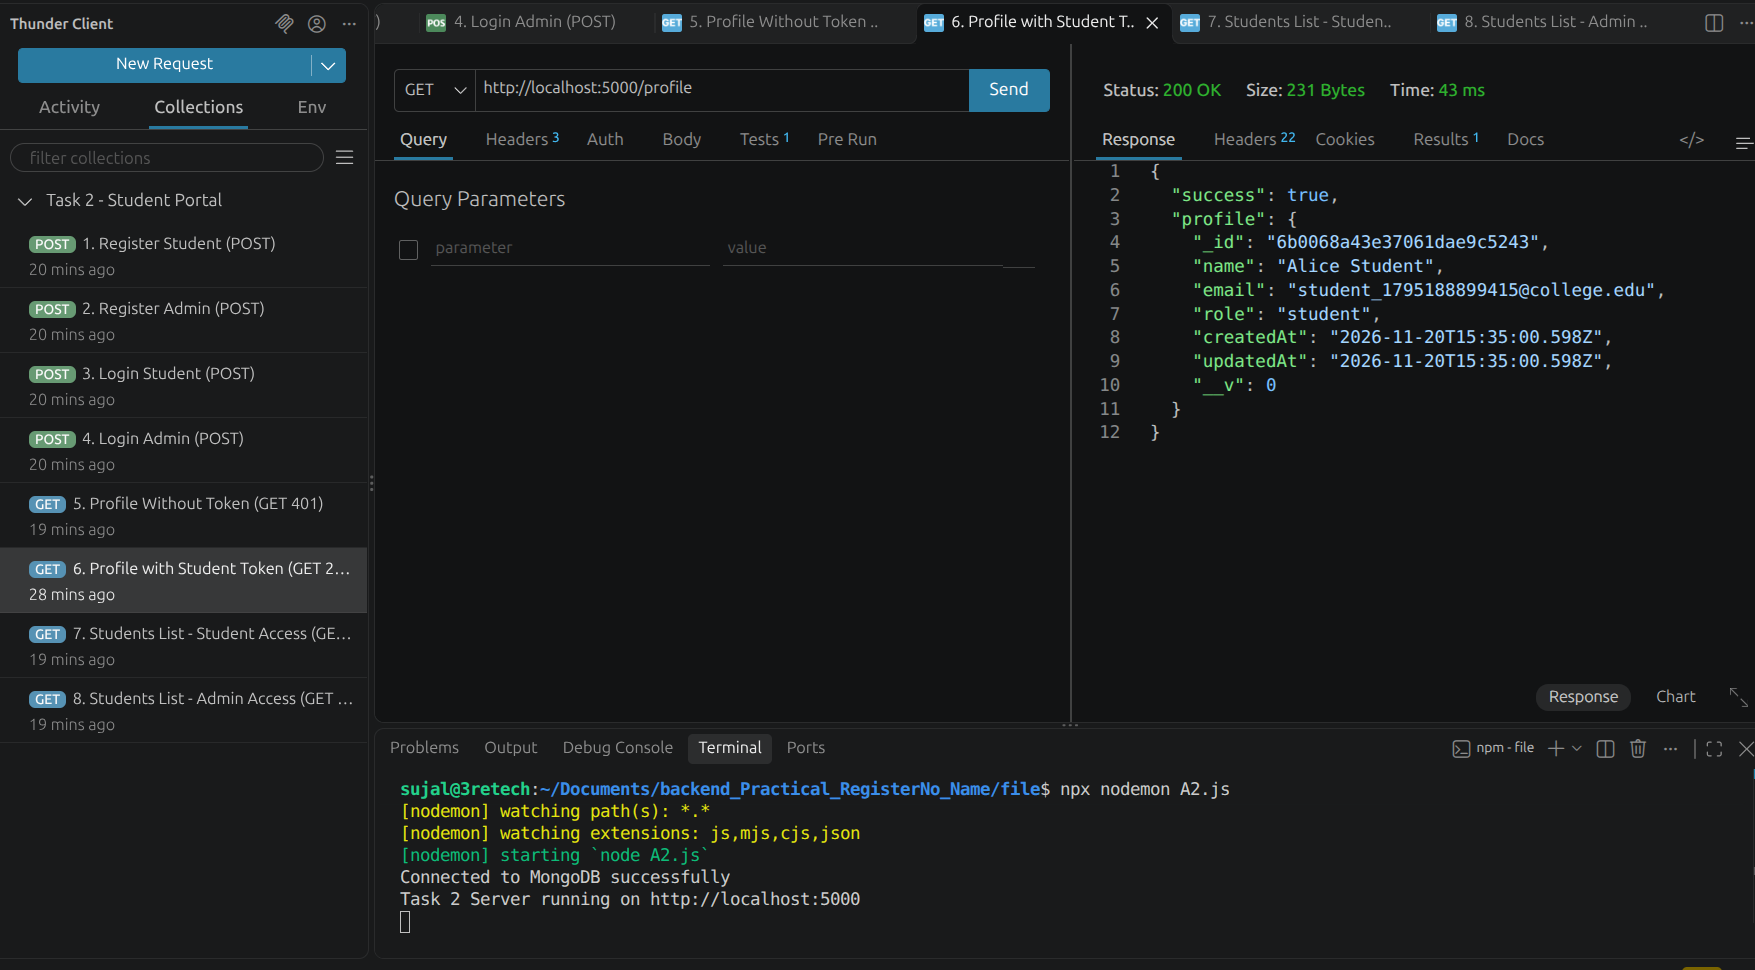 Thunder Client
New Request
Activity Collections Env
filter collections
Task 2 - Student Portal
POST 1. Register Student (POST)
20 mins ago
POST 2. Register Admin (POST)
20 mins ago
POST 3. Login Student (POST)
20 mins ago
POST 4. Login Admin (POST)
20 mins ago
GET 5. Profile Without Token (GET 401)
19 mins ago
GET 6. Profile with Student Token (GET 2...
28 mins ago
GET 7. Students List - Student Access (GE...
19 mins ago
GET 8. Students List - Admin Access (GET ...
19 mins ago
) POS 4. Login Admin (POST) GET 5. Profile Without Token .. GET 6. Profile with Student T.. GET 7. Students List - Studen.. GET 8. Students List - Admin ..
GET http://localhost:5000/profile Send
Query Headers 3 Auth Body Tests 1 Pre Run
Query Parameters
parameter value
Status: 200 OK Size: 231 Bytes Time: 43 ms
Response Headers 22 Cookies Results 1 Docs </>
1 {
2 "success": true,
3 "profile": {
4 "_id": "6b0068a43e37061dae9c5243",
5 "name": "Alice Student",
6 "email": "student_1795188899415@college.edu",
7 "role": "student",
8 "createdAt": "2026-11-20T15:35:00.598Z",
9 "updatedAt": "2026-11-20T15:35:00.598Z",
10 "__v": 0
11 }
12 }
Response Chart
Problems Output Debug Console Terminal Ports npm - file
sujal@3retech:~/Documents/backend_Practical_RegisterNo_Name/file$ npx nodemon A2.js
[nodemon] watching path(s): *.*
[nodemon] watching extensions: js,mjs,cjs,json
[nodemon] starting `node A2.js`
Connected to MongoDB successfully
Task 2 Server running on http://localhost:5000